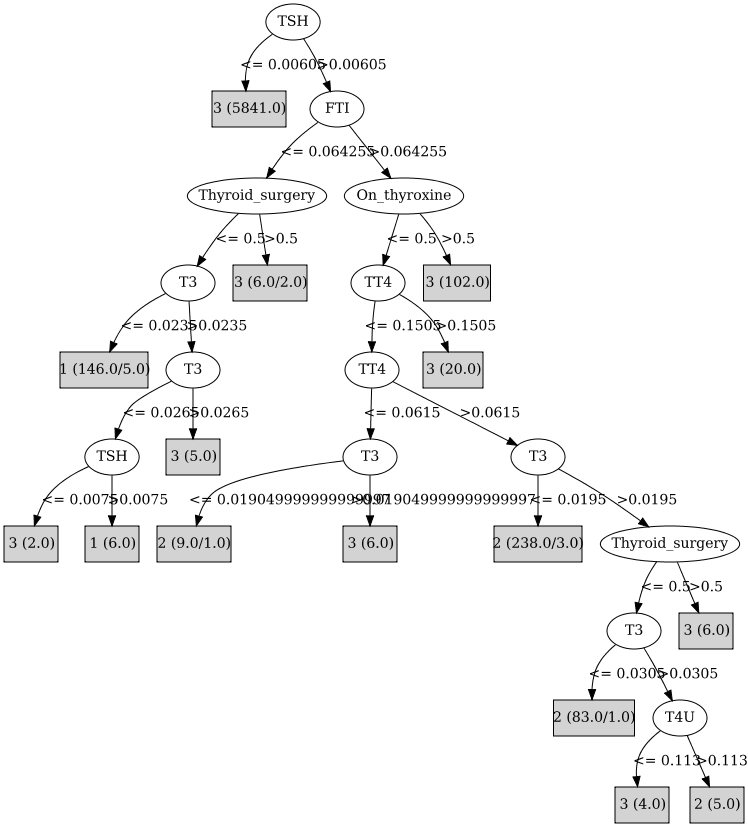 TSH
<= 0.00605 >0.00605
3 (5841.0) FTI
<= 0.064255 >0.064255
Thyroid_surgery On_thyroxine
<= 0.5 >0.5 <= 0.5 >0.5
T3 3 (6.0/2.0) TT4 3 (102.0)
<= 0.0235 >0.0235 <= 0.1505 >0.1505
1 (146.0/5.0) T3 TT4 3 (20.0)
<= 0.0265 >0.0265 <= 0.0615 >0.0615
TSH 3 (5.0) T3 T3
<= 0.0075 >0.0075 <= 0.019049999999999997 >0.019049999999999997 <= 0.0195 >0.0195
3 (2.0) 1 (6.0) 2 (9.0/1.0) 3 (6.0) 2 (238.0/3.0) Thyroid_surgery
<= 0.5 >0.5
T3 3 (6.0)
<= 0.0305 >0.0305
2 (83.0/1.0) T4U
<= 0.113 >0.113
3 (4.0) 2 (5.0)